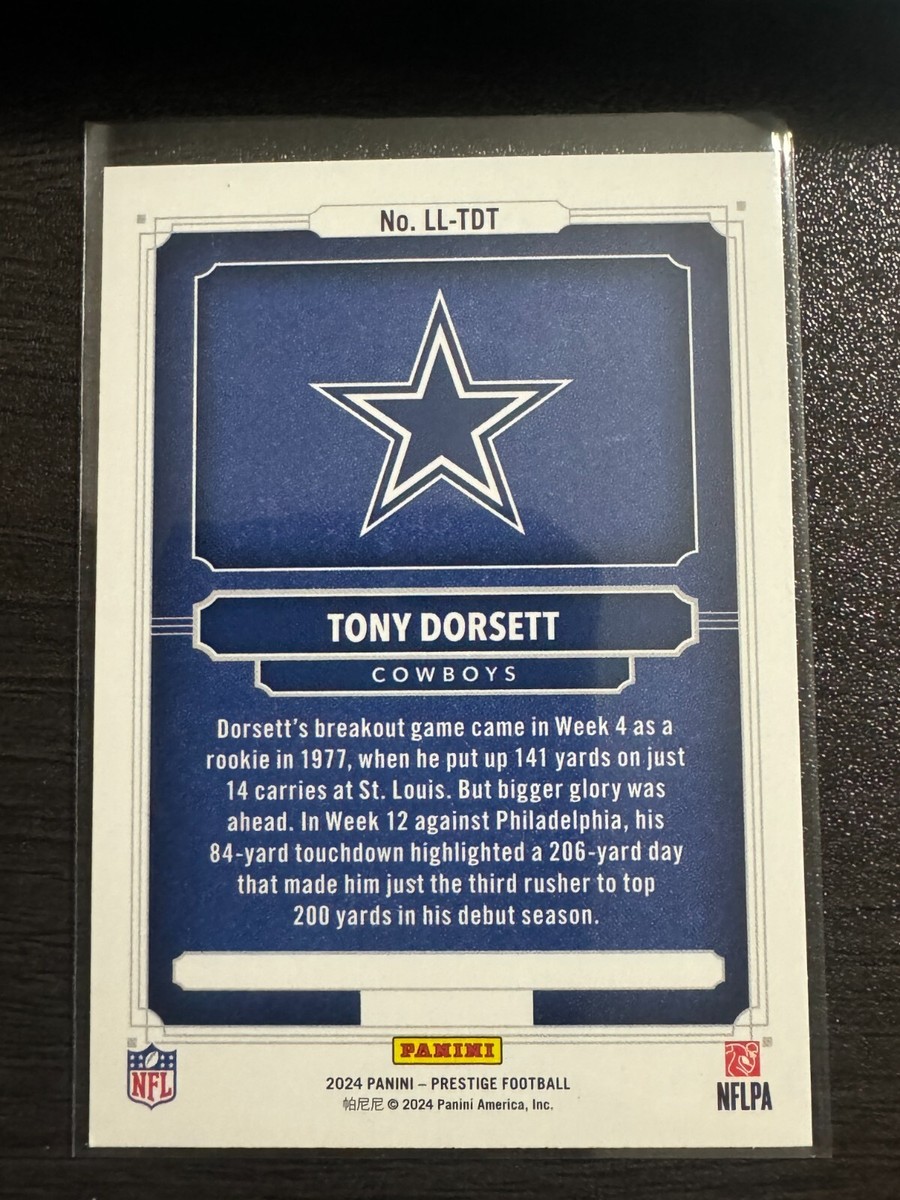 No. LL-TDT
TONY DORSETT
COWBOYS
Dorsett's breakout game came in Week 4 as a
rookie in 1977, when he put up 141 yards on just
14 carries at St. Louis. But bigger glory was
ahead. In Week 12 against Philadelphia, his
84-yard touchdown highlighted a 206-yard day
that made him just the third rusher to top
200 yards in his debut season.
PANINI
NFL
2024 PANINI – PRESTIGE FOOTBALL
帕尼尼 © 2024 Panini America, Inc.
NFLPA